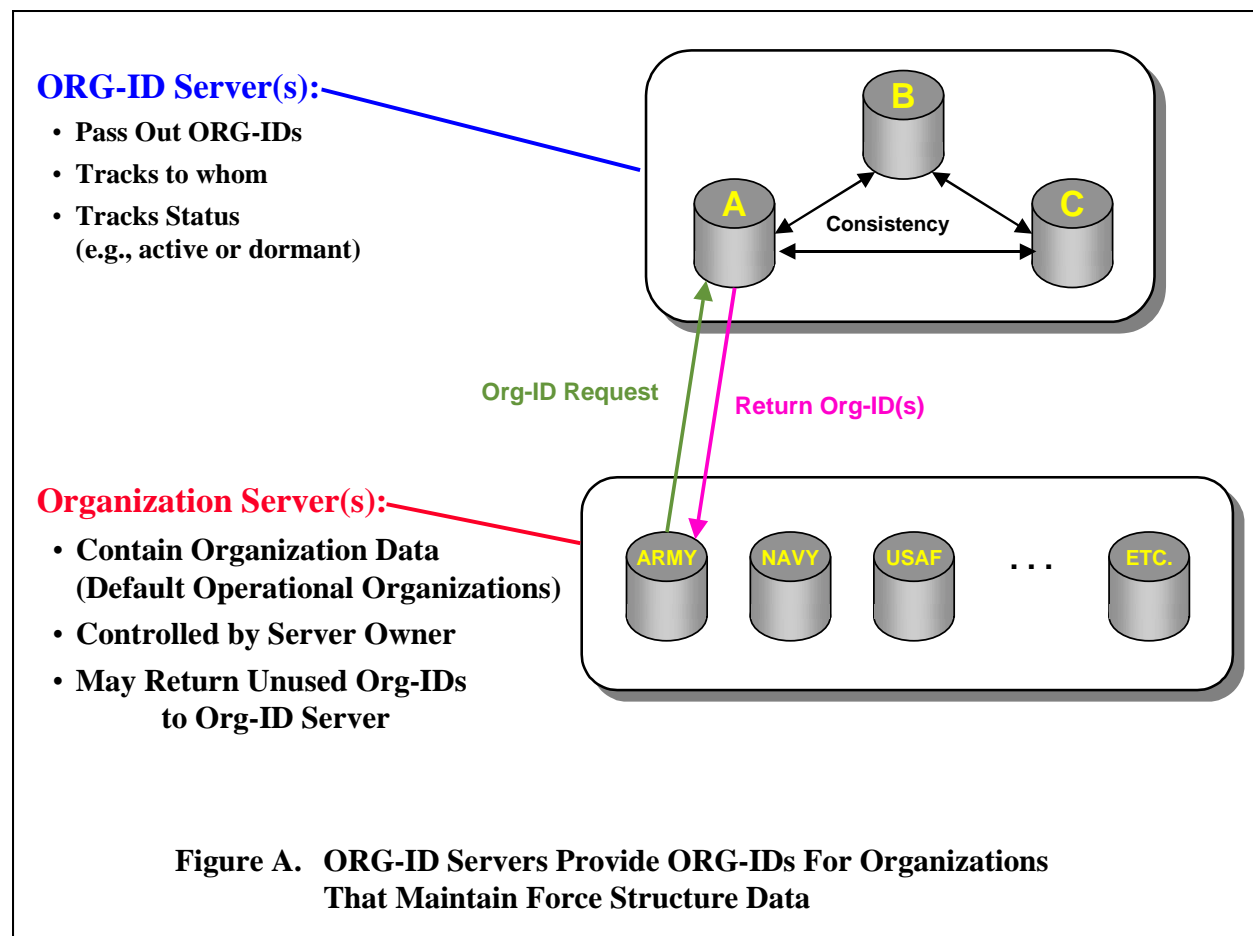 ORG-ID Server(s):
• Pass Out ORG-IDs
• Tracks to whom
• Tracks Status
(e.g., active or dormant)
B
A
C
Consistency
Org-ID Request
Return Org-ID(s)
Organization Server(s):
• Contain Organization Data
(Default Operational Organizations)
• Controlled by Server Owner
• May Return Unused Org-IDs
to Org-ID Server
ARMY
NAVY
USAF
. . .
ETC.
Figure A. ORG-ID Servers Provide ORG-IDs For Organizations
That Maintain Force Structure Data